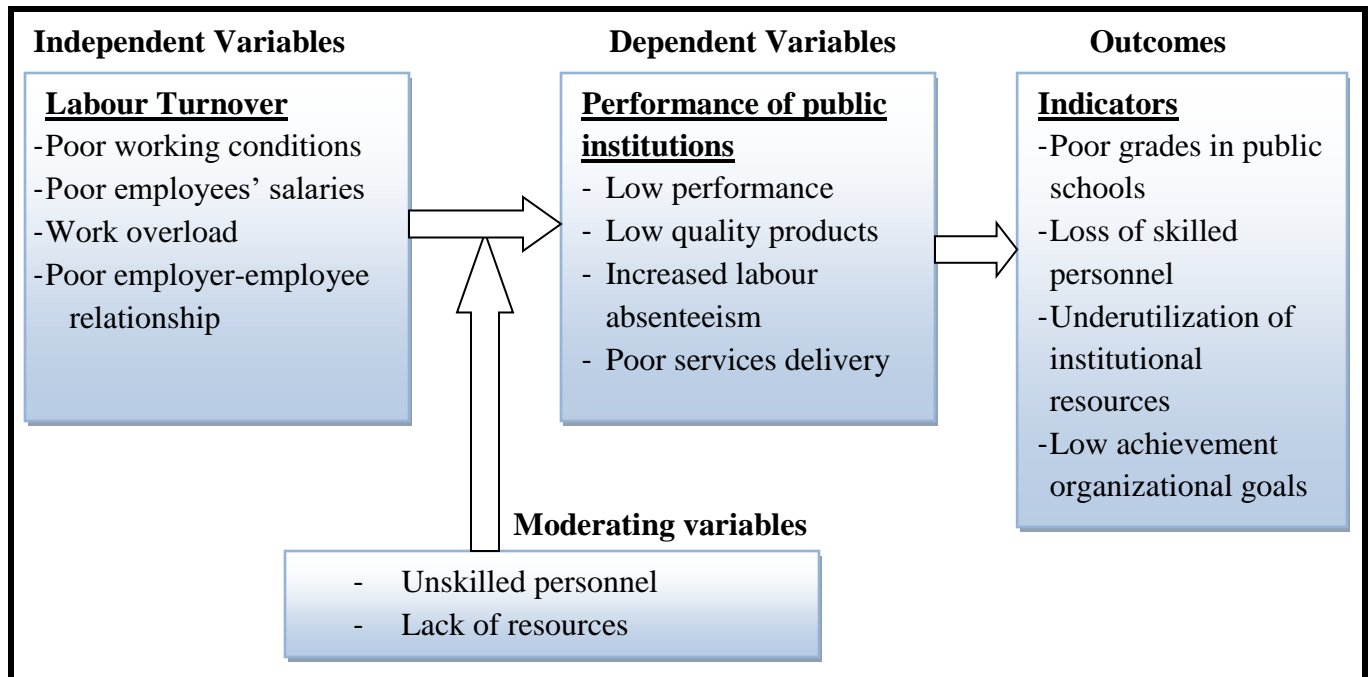 Independent Variables
Labour Turnover
-Poor working conditions
-Poor employees’ salaries
-Work overload
-Poor employer-employee
relationship
Dependent Variables
Performance of public
institutions
- Low performance
- Low quality products
- Increased labour
absenteeism
- Poor services delivery
Outcomes
Indicators
-Poor grades in public
schools
-Loss of skilled
personnel
-Underutilization of
institutional
resources
-Low achievement
organizational goals
Moderating variables
- Unskilled personnel
- Lack of resources